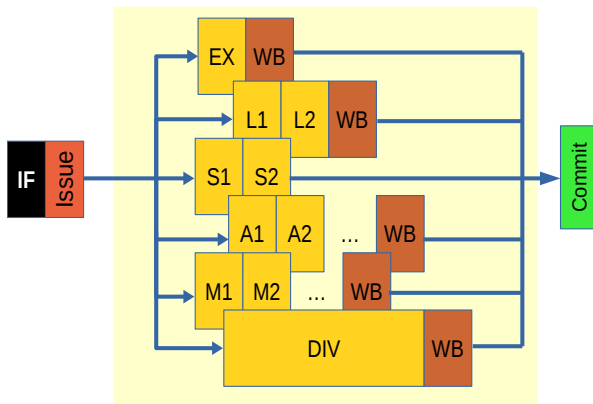 EX WB
L1 L2 WB
IF Issue
S1 S2
Commit
A1 A2 ... WB
M1 M2 ... WB
DIV WB